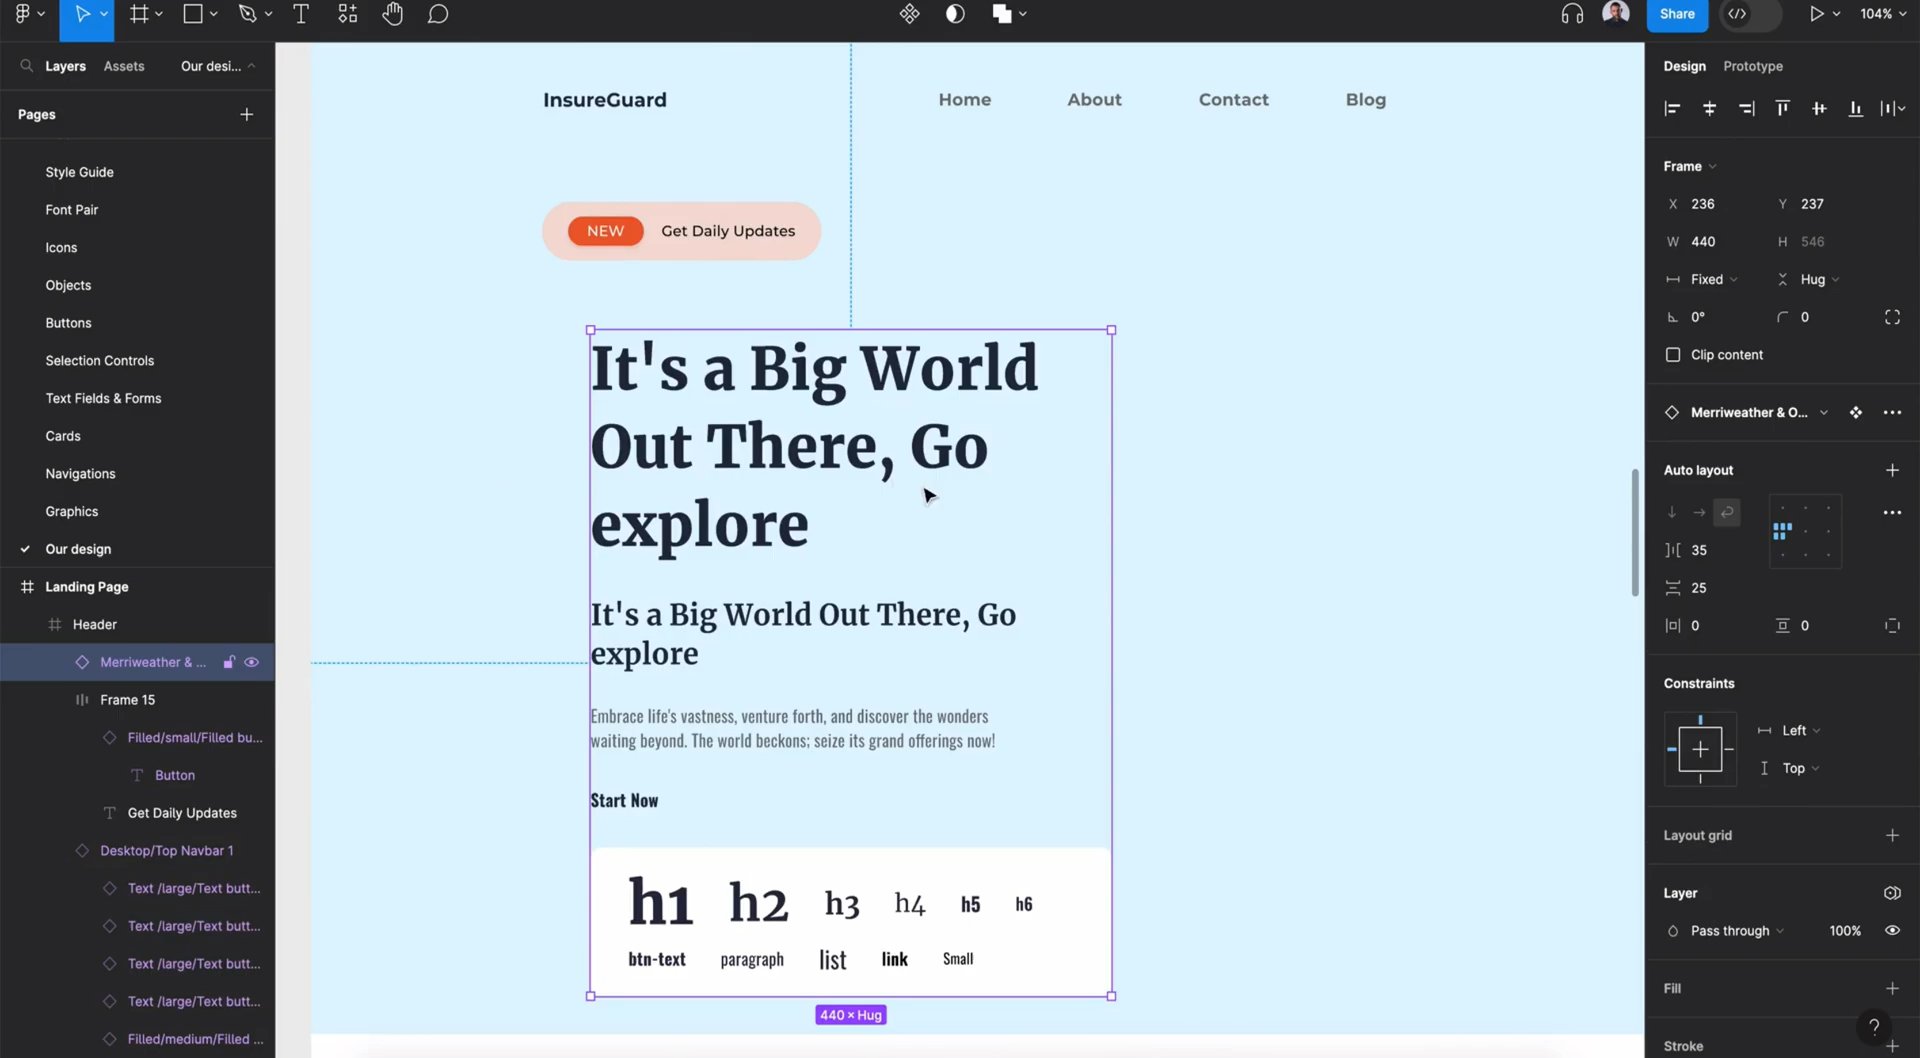 Share
104%
Layers
Assets
Our desi...
Design
Prototype
Pages
InsureGuard
Home
About
Contact
Blog
Style Guide
Font Pair
Icons
Objects
Buttons
Selection Controls
Text Fields & Forms
Cards
Navigations
Graphics
Our design
Landing Page
Header
Merriweather & ...
Frame 15
Filled/small/Filled bu...
Button
Get Daily Updates
Desktop/Top Navbar 1
Text /large/Text butt...
Text /large/Text butt...
Text /large/Text butt...
Text /large/Text butt...
Filled/medium/Filled ...
NEW
Get Daily Updates
It's a Big World
Out There, Go
explore
It's a Big World Out There, Go
explore
Embrace life's vastness, venture forth, and discover the wonders
waiting beyond. The world beckons; seize its grand offerings now!
Start Now
h1 h2 h3 h4 h5 h6
btn-text paragraph list link Small
440 × Hug
Frame
X 236 Y 237
W 440 H 546
Fixed Hug
0° 0
Clip content
Merriweather & O...
Auto layout
35
25
0 0
Constraints
Left
Top
Layout grid
Layer
Pass through 100%
Fill
?
Stroke